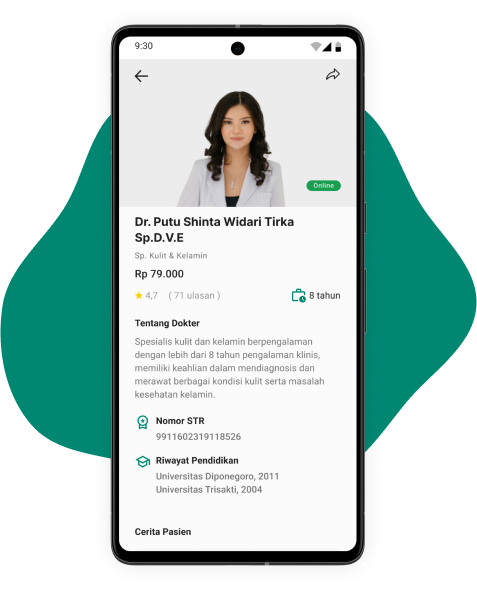 9:30
Online
Dr. Putu Shinta Widari Tirka
Sp.D.V.E
Sp. Kulit & Kelamin
Rp 79.000
4,7 ( 71 ulasan ) 8 tahun
Tentang Dokter
Spesialis kulit dan kelamin berpengalaman
dengan lebih dari 8 tahun pengalaman klinis,
memiliki keahlian dalam mendiagnosis dan
merawat berbagai kondisi kulit serta masalah
kesehatan kelamin.
Nomor STR
9911602319118526
Riwayat Pendidikan
Universitas Diponegoro, 2011
Universitas Trisakti, 2004
Cerita Pasien